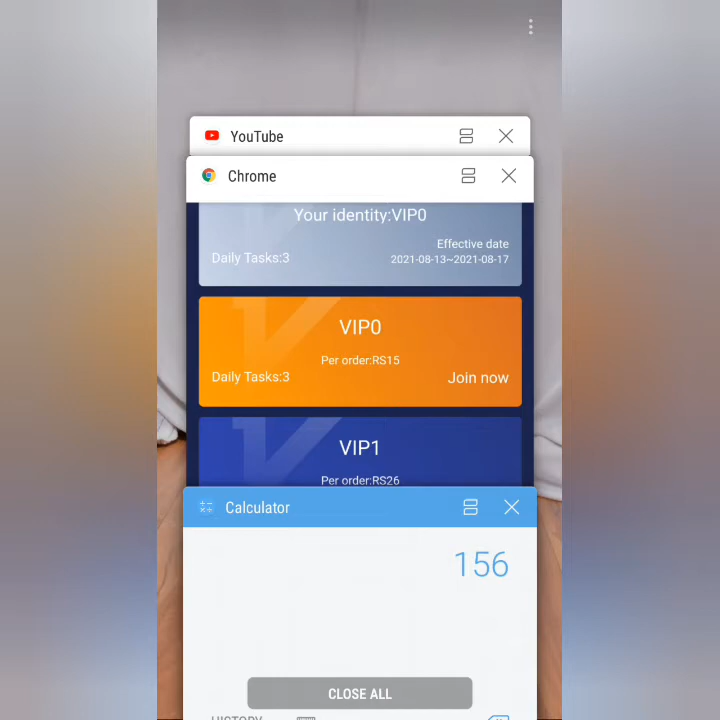 YouTube
Chrome
Your identity:VIP0
Effective date
Daily Tasks:3
2021-08-13~2021-08-17
VIP0
Per order:RS15
Daily Tasks:3
Join now
VIP1
Per order:RS26
Calculator
156
CLOSE ALL
HISTORY